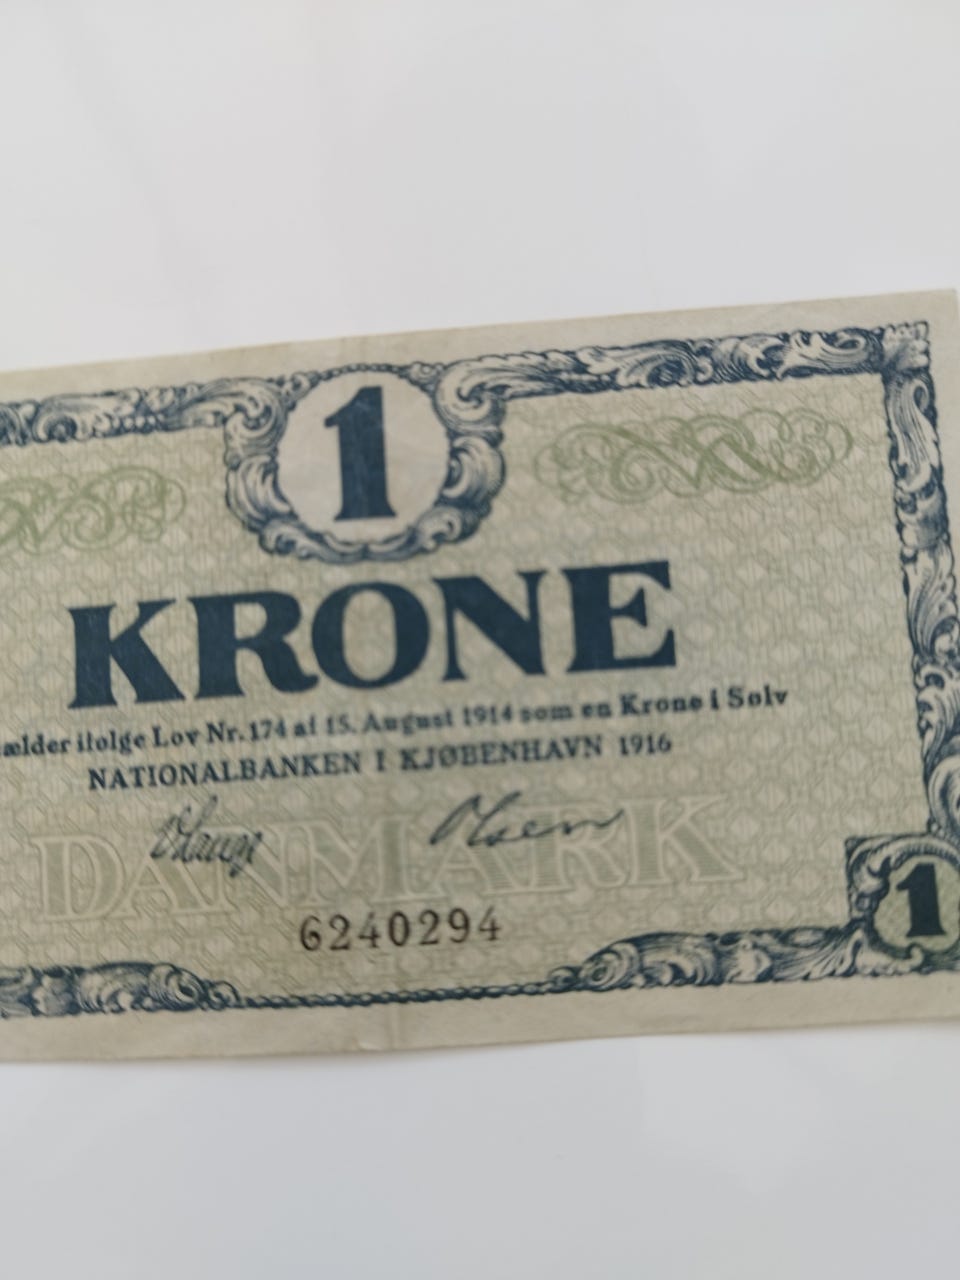 1
KRONE
ælder ifølge Lov Nr. 174 af 15. August 1914 som en Krone i Sølv
NATIONALBANKEN I KJØBENHAVN 1916
Olsen
DANMARK
6240294
1